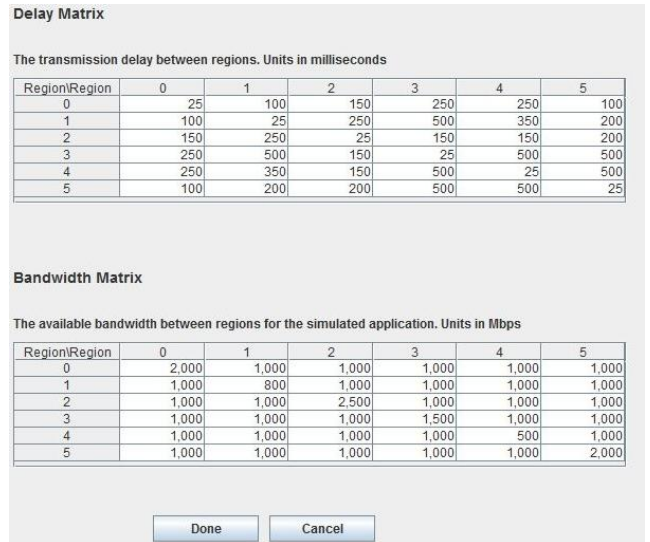 Delay Matrix
The transmission delay between regions. Units in milliseconds
Region\Region 0 1 2 3 4 5
0 25 100 150 250 250 100
1 100 25 250 500 350 200
2 150 250 25 150 150 200
3 250 500 150 25 500 500
4 250 350 150 500 25 500
5 100 200 200 500 500 25
Bandwidth Matrix
The available bandwidth between regions for the simulated application. Units in Mbps
Region\Region 0 1 2 3 4 5
0 2,000 1,000 1,000 1,000 1,000 1,000
1 1,000 800 1,000 1,000 1,000 1,000
2 1,000 1,000 2,500 1,000 1,000 1,000
3 1,000 1,000 1,000 1,500 1,000 1,000
4 1,000 1,000 1,000 1,000 500 1,000
5 1,000 1,000 1,000 1,000 1,000 2,000
Done Cancel